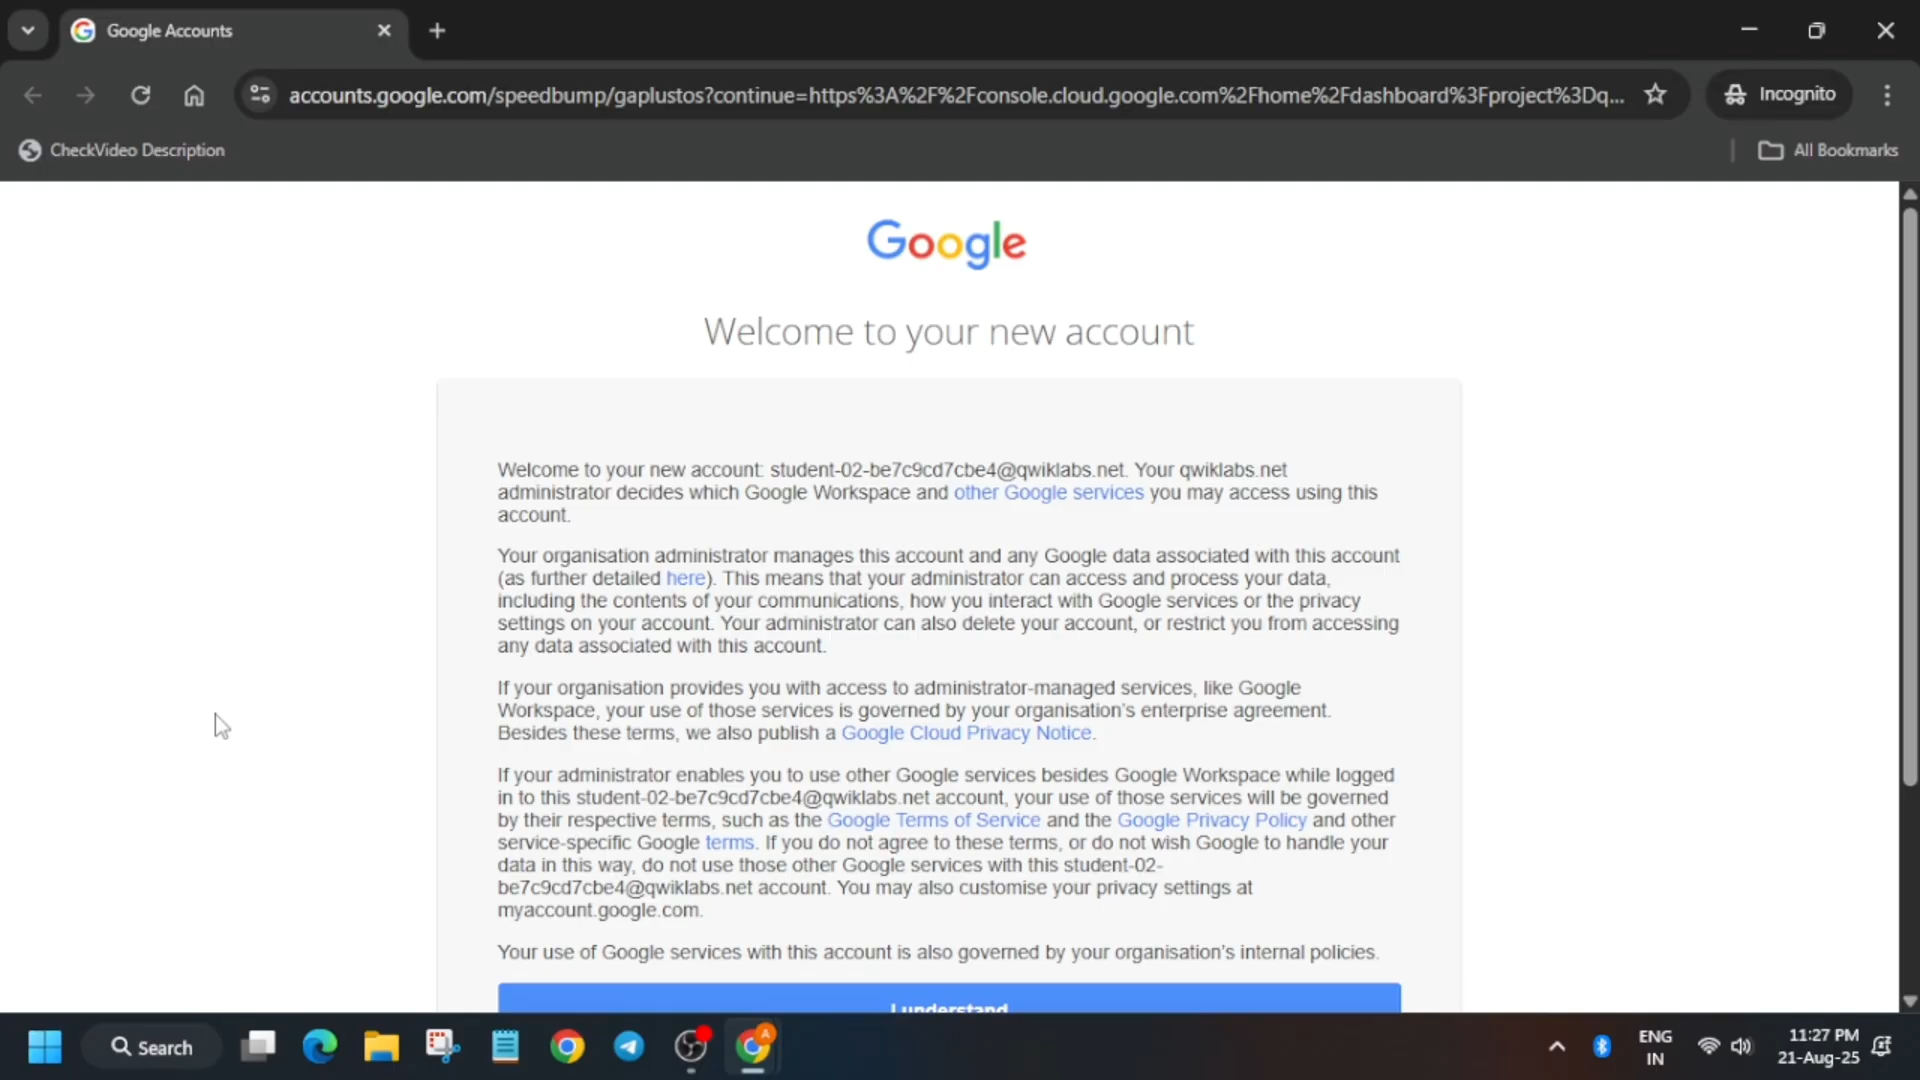 Google Accounts
accounts.google.com/speedbump/gaplustos?continue=https%3A%2F%2Fconsole.cloud.google.com%2Fhome%2Fdashboard%3Fproject%3Dq...
Incognito
CheckVideo Description
All Bookmarks
Google
Welcome to your new account
Welcome to your new account: student-02-be7c9cd7cbe4@qwiklabs.net. Your qwiklabs.net
administrator decides which Google Workspace and other Google services you may access using this
account.
Your organisation administrator manages this account and any Google data associated with this account
(as further detailed here). This means that your administrator can access and process your data,
including the contents of your communications, how you interact with Google services or the privacy
settings on your account. Your administrator can also delete your account, or restrict you from accessing
any data associated with this account.
If your organisation provides you with access to administrator-managed services, like Google
Workspace, your use of those services is governed by your organisation's enterprise agreement.
Besides these terms, we also publish a Google Cloud Privacy Notice.
If your administrator enables you to use other Google services besides Google Workspace while logged
in to this student-02-be7c9cd7cbe4@qwiklabs.net account, your use of those services will be governed
by their respective terms, such as the Google Terms of Service and the Google Privacy Policy and other
service-specific Google terms. If you do not agree to these terms, or do not wish Google to handle your
data in this way, do not use those other Google services with this student-02-
be7c9cd7cbe4@qwiklabs.net account. You may also customise your privacy settings at
myaccount.google.com.
Your use of Google services with this account is also governed by your organisation's internal policies.
I understand
Search
ENG
IN
11:27 PM
21-Aug-25